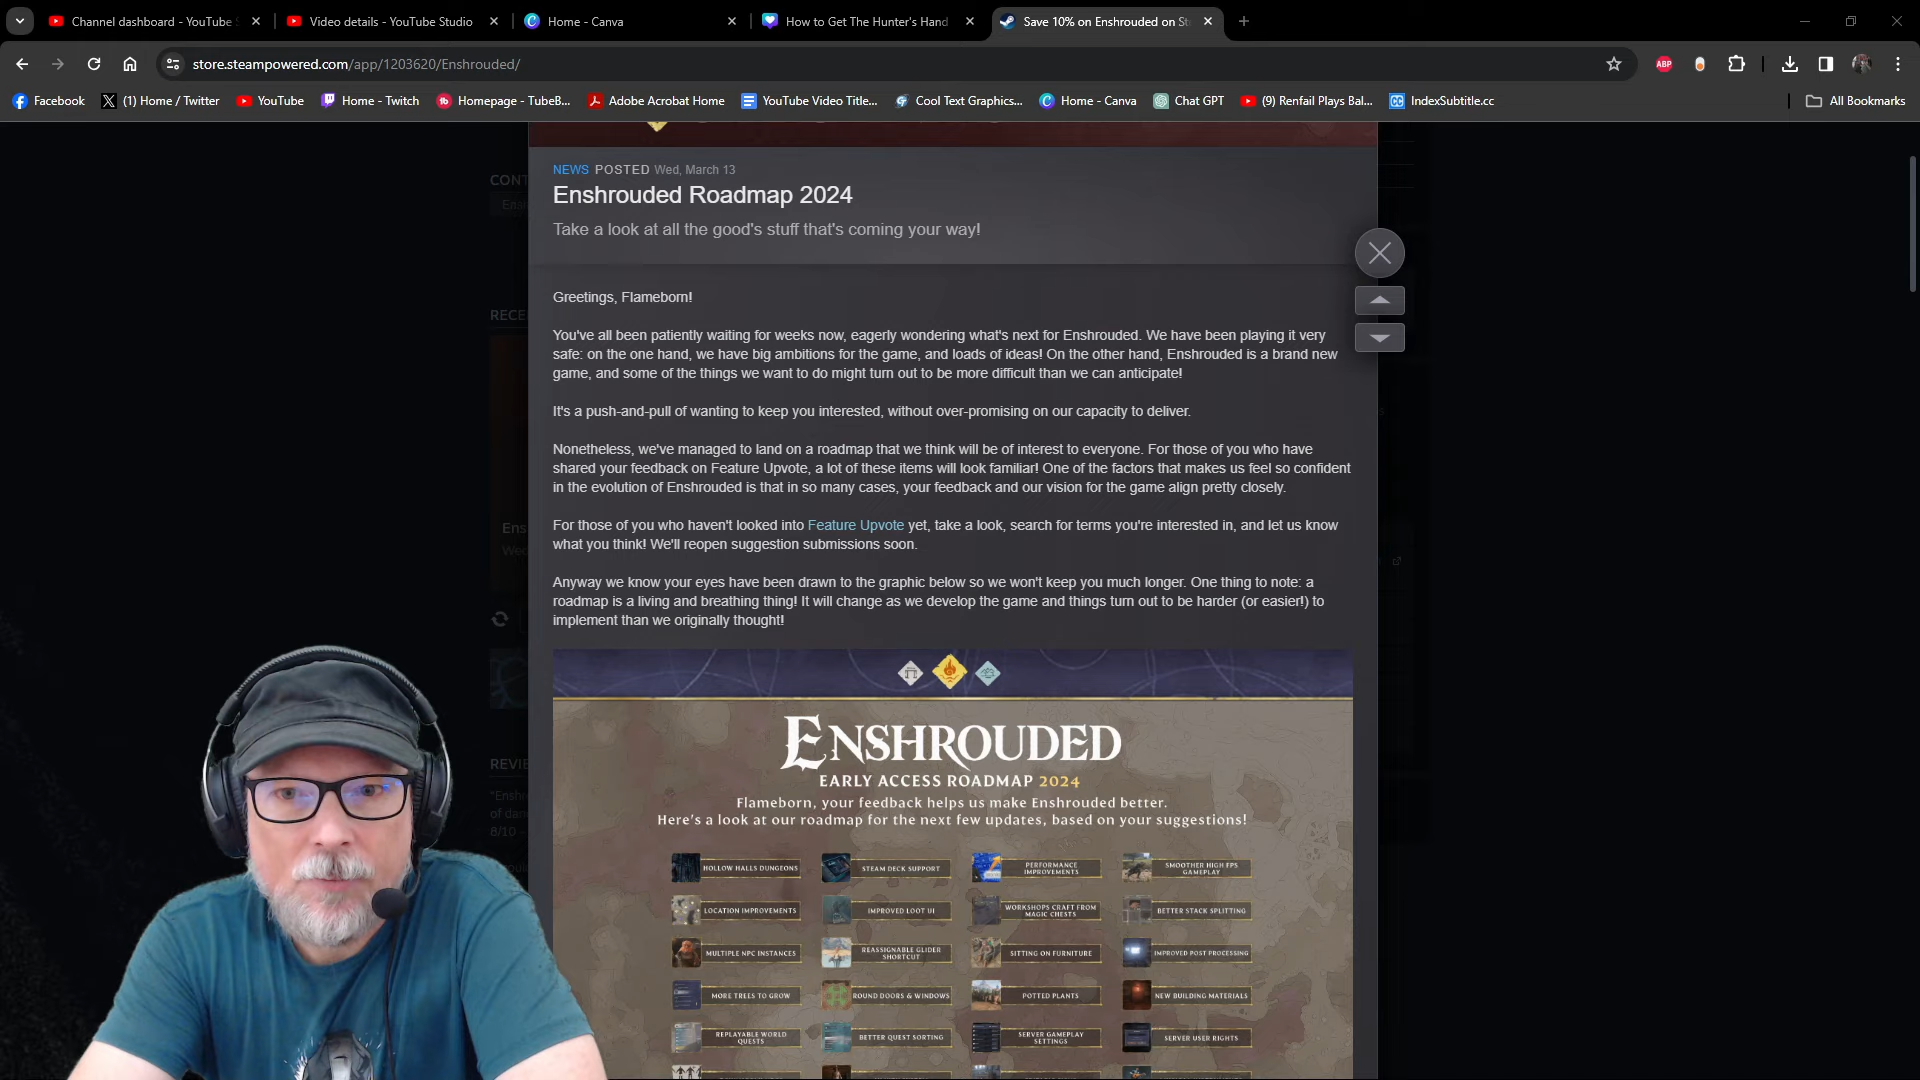 Channel dashboard - YouTube S
Video details - YouTube Studio
Home - Canva
How to Get The Hunter's Hand
Save 10% on Enshrouded on St
store.steampowered.com/app/1203620/Enshrouded/
ABP
Facebook
(1) Home / Twitter
YouTube
Home - Twitch
Homepage - TubeB...
Adobe Acrobat Home
YouTube Video Title...
Cool Text Graphics...
Home - Canva
Chat GPT
(9) Renfail Plays Bal...
IndexSubtitle.cc
All Bookmarks
CONT
NEWS POSTED Wed, March 13
Enshrouded Roadmap 2024
Take a look at all the good's stuff that's coming your way!
RECE
Greetings, Flameborn!
You've all been patiently waiting for weeks now, eagerly wondering what's next for Enshrouded. We have been playing it very
safe: on the one hand, we have big ambitions for the game, and loads of ideas! On the other hand, Enshrouded is a brand new
game, and some of the things we want to do might turn out to be more difficult than we can anticipate!
It's a push-and-pull of wanting to keep you interested, without over-promising on our capacity to deliver.
Nonetheless, we've managed to land on a roadmap that we think will be of interest to everyone. For those of you who have
shared your feedback on Feature Upvote, a lot of these items will look familiar! One of the factors that makes us feel so confident
in the evolution of Enshrouded is that in so many cases, your feedback and our vision for the game align pretty closely.
For those of you who haven't looked into Feature Upvote yet, take a look, search for terms you're interested in, and let us know
what you think! We'll reopen suggestion submissions soon.
Ens
Wed
Anyway we know your eyes have been drawn to the graphic below so we won't keep you much longer. One thing to note: a
roadmap is a living and breathing thing! It will change as we develop the game and things turn out to be harder (or easier!) to
implement than we originally thought!
REVIE
"Enshr
of dan
8/10 -
ENSHROUDED
EARLY ACCESS ROADMAP 2024
Flameborn, your feedback helps us make Enshrouded better.
Here's a look at our roadmap for the next few updates, based on your suggestions!
HOLLOW HALLS DUNGEONS
STEAM DECK SUPPORT
PERFORMANCE
IMPROVEMENTS
SMOOTHER HIGH FPS
GAMEPLAY
LOCATION IMPROVEMENTS
IMPROVED LOOT UI
WORKSHOPS CRAFT FROM
MAGIC CHESTS
BETTER STACK SPLITTING
MULTIPLE NPC INSTANCES
REASSIGNABLE GLIDER
SHORTCUT
SITTING ON FURNITURE
IMPROVED POST PROCESSING
MORE TREES TO GROW
ROUND DOORS & WINDOWS
POTTED PLANTS
NEW BUILDING MATERIALS
REPLAYABLE WORLD
QUESTS
BETTER QUEST SORTING
SERVER GAMEPLAY
SETTINGS
SERVER USER RIGHTS